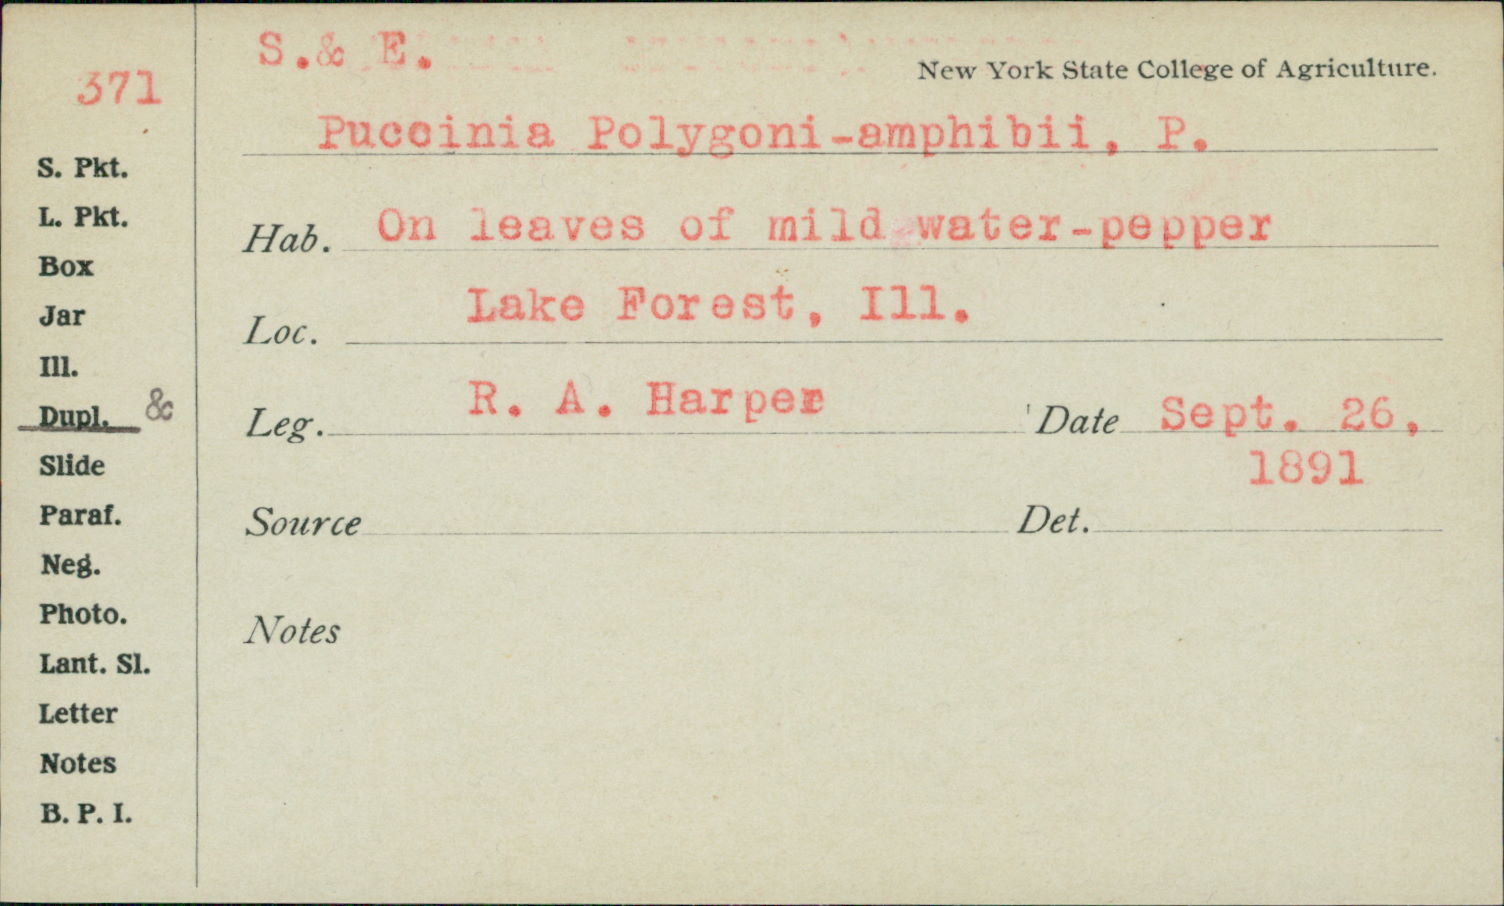 371
S. Pkt.
L. Pkt.
Box
Jar
Ill.
Dupl. &
Slide
Paraf.
Neg.
Photo.
Lant. Sl.
Letter
Notes
B. P. I.
S.& E.
New York State College of Agriculture.
Puccinia Polygoni-amphibii, P.
Hab. On leaves of mild water-pepper
Loc. Lake Forest, Ill.
Leg. R. A. Harper Date Sept. 26,
1891
Source Det.
Notes